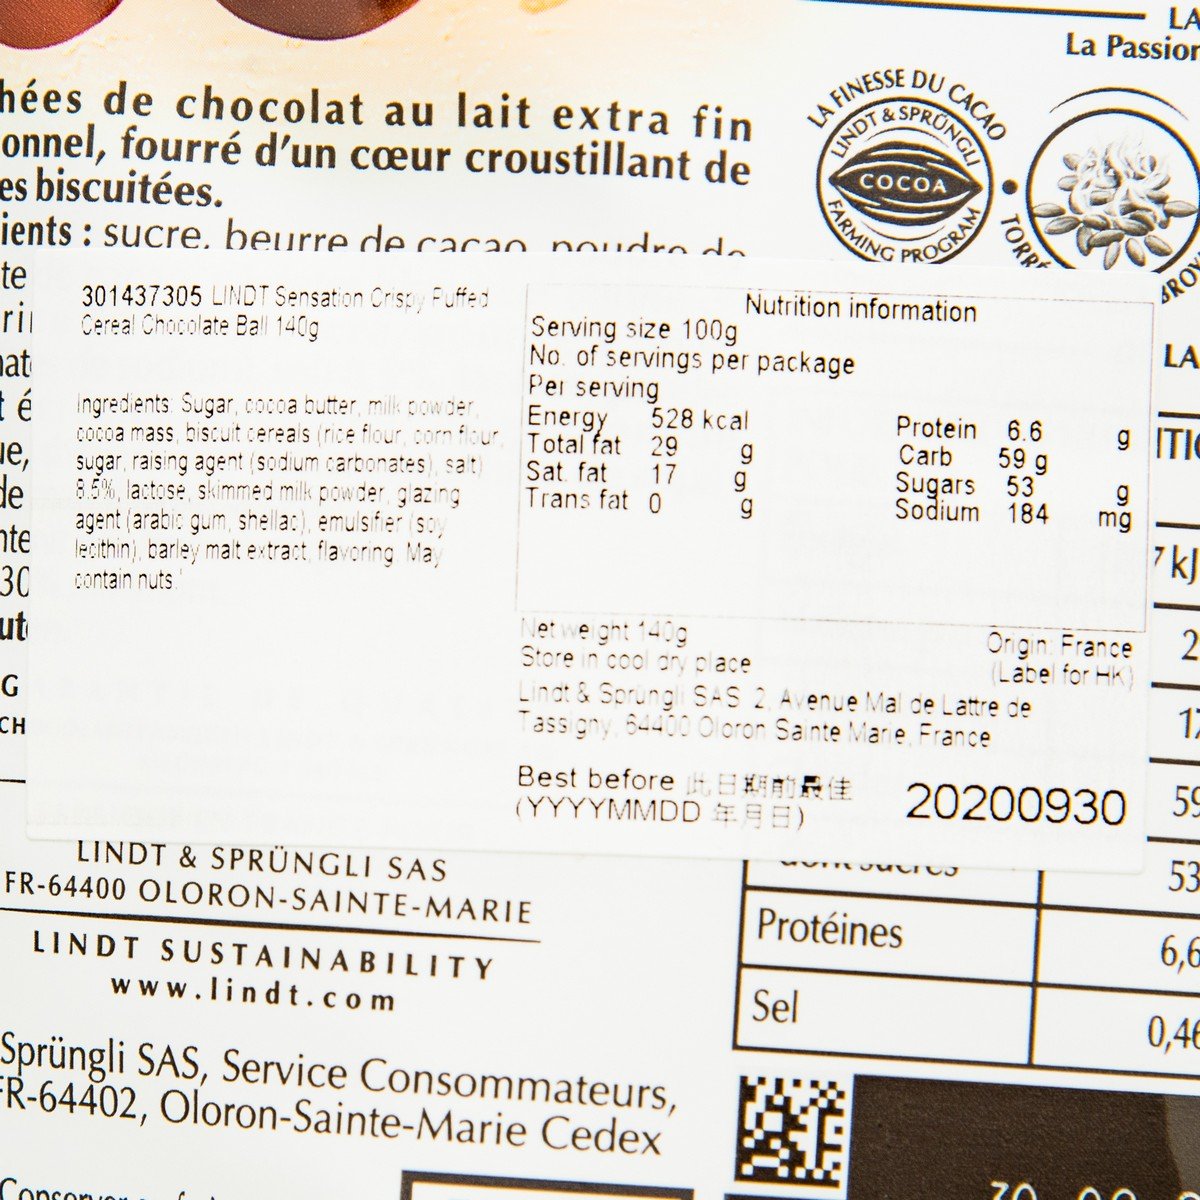 LA
La Passion
hées de chocolat au lait extra fin
onnel, fourré d'un cœur croustillant de
es biscuitées.
ients : sucre, beurre de cacao, poudre de
LA FINESSE DU CACAO
LINDT & SPRÜNGLI
COCOA
FARMING PROGRAM
301437305 LINDT Sensation Crispy Puffed
Cereal Chocolate Ball 140g
Ingredients: Sugar, cocoa butter, milk powder,
cocoa mass, biscuit cereals (rice flour, corn flour,
sugar, raising agent (sodium carbonates), salt)
8.5%, lactose, skimmed milk powder, glazing
agent (arabic gum, shellac), emulsifier (soy
lecithin), barley malt extract, flavoring. May
contain nuts.
Nutrition information
Serving size 100g
No. of servings per package
Per serving
Energy 528 kcal
Total fat 29 g
Sat. fat 17 g
Trans fat 0 g
Protein 6.6 g
Carb 59 g
Sugars 53 g
Sodium 184 mg
Net weight 140g
Store in cool dry place
Origin: France
(Label for HK)
Lindt & Sprüngli SAS 2, Avenue Mal de Lattre de
Tassigny, 64400 Oloron Sainte Marie, France
Best before 此日期前最佳
(YYYYMMDD 年月日)
20200930
LA
7 kJ
2
17
59
dont sucres 53
Protéines 6,6
Sel 0,46
LINDT & SPRÜNGLI SAS
FR-64400 OLORON-SAINTE-MARIE
LINDT SUSTAINABILITY
www.lindt.com
Sprüngli SAS, Service Consommateurs,
FR-64402, Oloron-Sainte-Marie Cedex